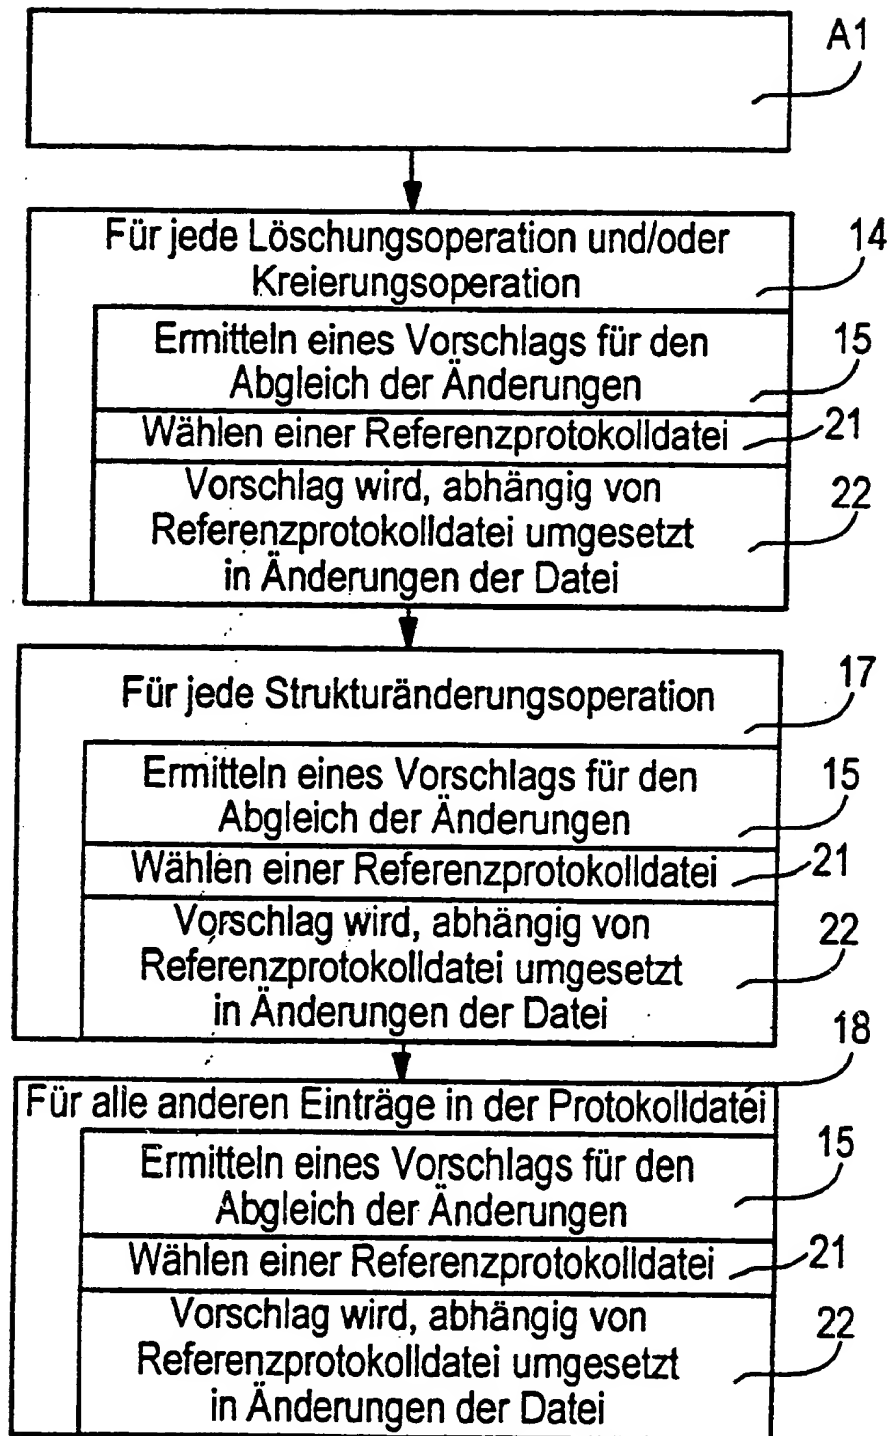 A1
Für jede Löschungsoperation und/oder
Kreierungsoperation
14
Ermitteln eines Vorschlags für den
Abgleich der Änderungen
15
Wählen einer Referenzprotokolldatei
21
Vorschlag wird, abhängig von
Referenzprotokolldatei umgesetzt
in Änderungen der Datei
22
Für jede Strukturänderungsoperation
17
Ermitteln eines Vorschlags für den
Abgleich der Änderungen
15
Wählen einer Referenzprotokolldatei
21
Vorschlag wird, abhängig von
Referenzprotokolldatei umgesetzt
in Änderungen der Datei
22
18
Für alle anderen Einträge in der Protokolldatei
Ermitteln eines Vorschlags für den
Abgleich der Änderungen
15
Wählen einer Referenzprotokolldatei
21
Vorschlag wird, abhängig von
Referenzprotokolldatei umgesetzt
in Änderungen der Datei
22